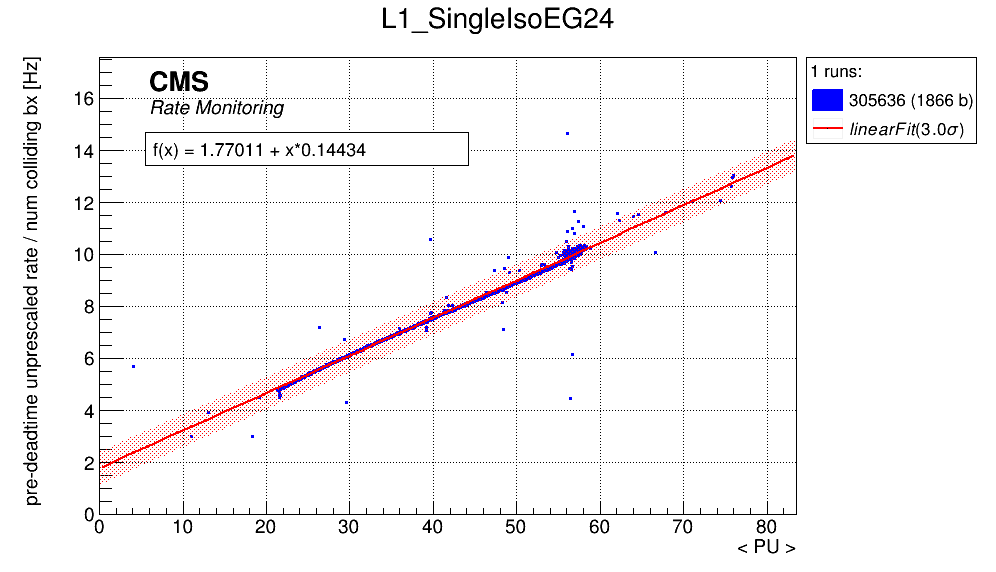 L1_SingleIsoEG24
pre-deadtime unprescaled rate / num colliding bx [Hz]
CMS
Rate Monitoring
f(x) = 1.77011 + x*0.14434
16
14
12
10
8
6
4
2
0
0 10 20 30 40 50 60 70 80
< PU >
1 runs:
305636 (1866 b)
linearFit(3.0σ)